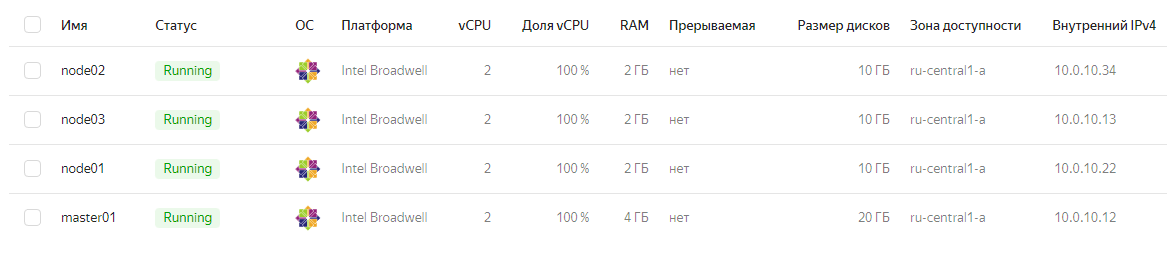 Имя Статус ОС Платформа vCPU Доля vCPU RAM Прерываемая Размер дисков Зона доступности Внутренний IPv4
node02 Running Intel Broadwell 2 100 % 2 ГБ нет 10 ГБ ru-central1-a 10.0.10.34
node03 Running Intel Broadwell 2 100 % 2 ГБ нет 10 ГБ ru-central1-a 10.0.10.13
node01 Running Intel Broadwell 2 100 % 2 ГБ нет 10 ГБ ru-central1-a 10.0.10.22
master01 Running Intel Broadwell 2 100 % 4 ГБ нет 20 ГБ ru-central1-a 10.0.10.12